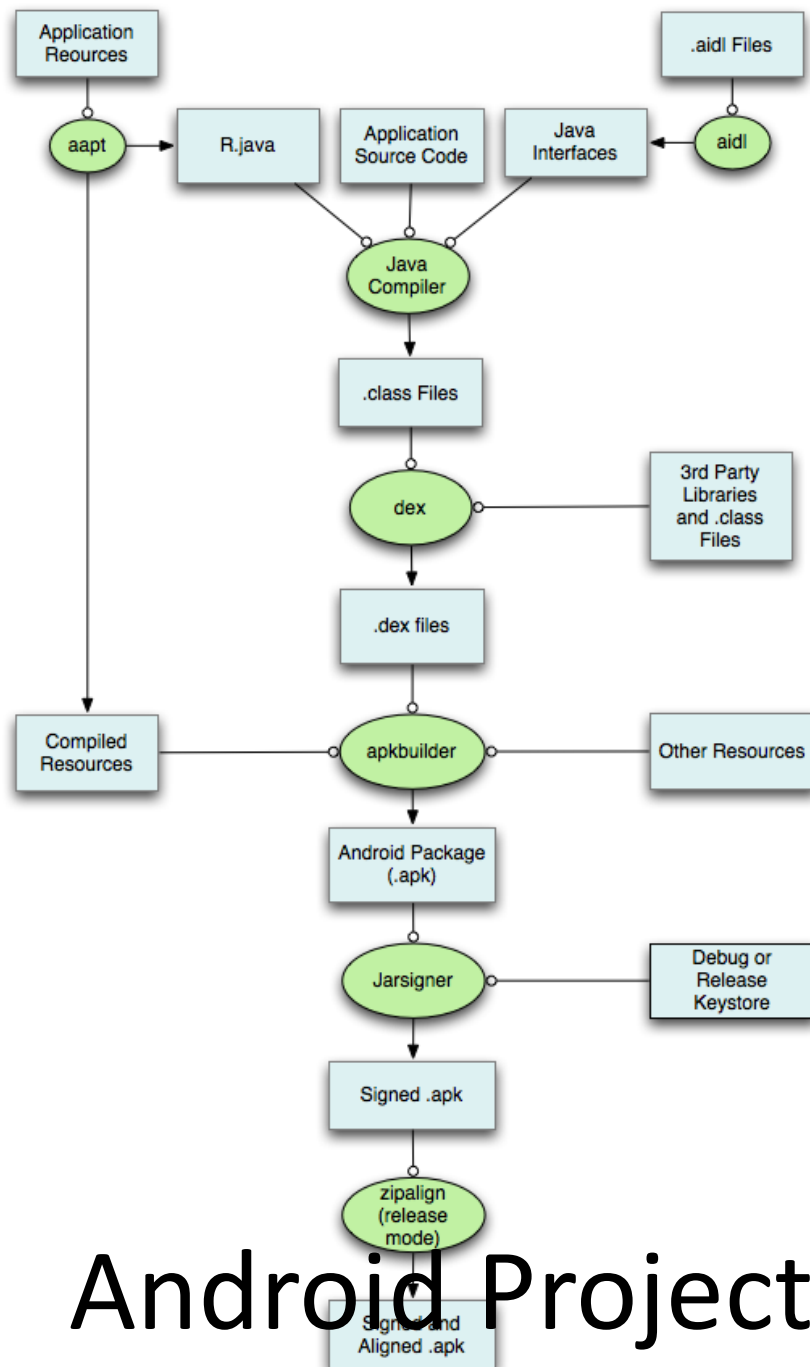 Application
Reources
.aidl Files
aapt
R.java
Application
Source Code
Java
Interfaces
aidl
Java
Compiler
.class Files
dex
3rd Party
Libraries
and .class
Files
.dex files
Compiled
Resources
apkbuilder
Other Resources
Android Package
(.apk)
Jarsigner
Debug or
Release
Keystore
Signed .apk
zipalign
(release
mode)
Android Project
Signed and
Aligned .apk